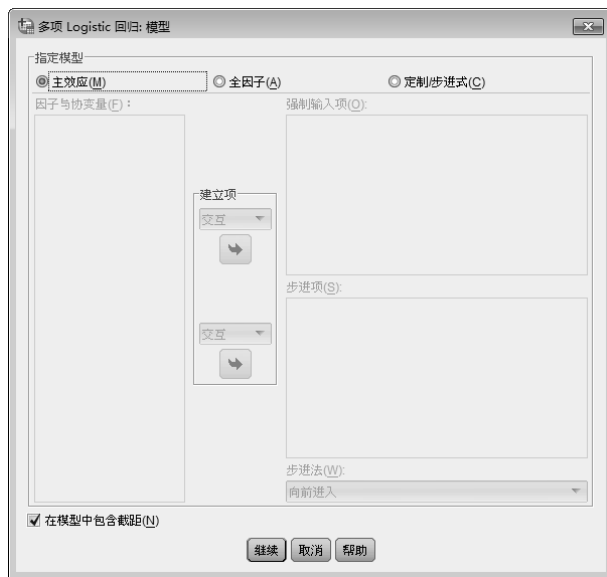 多项 Logistic 回归: 模型
指定模型
主效应(M)
全因子(A)
定制/步进式(C)
因子与协变量(F)：
强制输入项(O):
建立项
交互
步进项(S):
交互
步进法(W):
向前进入
在模型中包含截距(N)
继续 取消 帮助